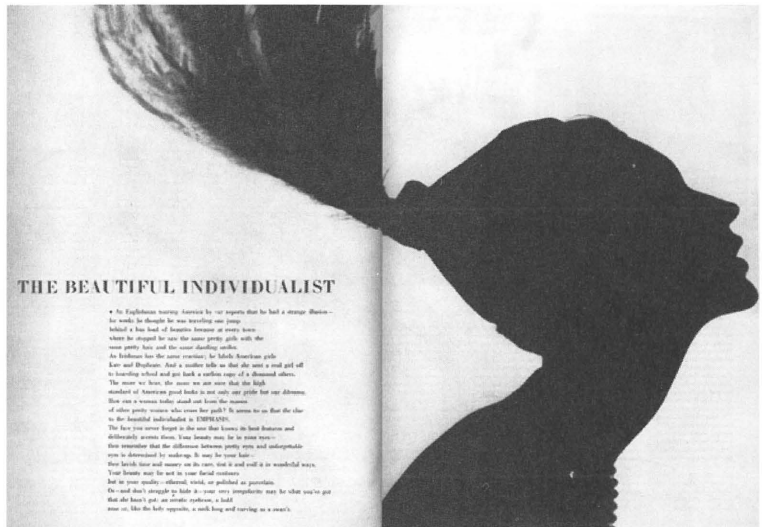 THE BEAUTIFUL INDIVIDUALIST
• An Englishman touring America by car reports that he had a strange illusion—
for weeks he thought he was traveling one jump
behind a bus load of beauties because at every town
where he stopped he saw the same pretty girls with the
same pretty hair and the same dazzling smiles.
An Irishman has the same reaction; he labels American girls
Kate and Duplicate. And a mother tells us that she sent a real girl off
to boarding school and got back a carbon copy of a thousand others.
The more we hear, the more we are sure that the high
standard of American good looks is not only our pride but our dilemma.
How can a woman today stand out from the masses
of other pretty women who cross her path? It seems to us that the clue
to the beautiful individualist is EMPHASIS.
The face you never forget is the one that knows its best features and
deliberately accents them. Your beauty may be in your eyes—
then remember that the difference between pretty eyes and unforgettable
eyes is determined by make-up. It may be your hair—
then lavish time and money on its care, tint it and coif it in wonderful ways.
Your beauty may be not in your facial contours
but in your quality—ethereal, vivid, or polished as porcelain.
Or—and don't struggle to hide it—your very irregularity may be what you've got
that she hasn't got: an erratic eyebrow, a bold
nose or, like the lady opposite, a neck long and curving as a swan's.